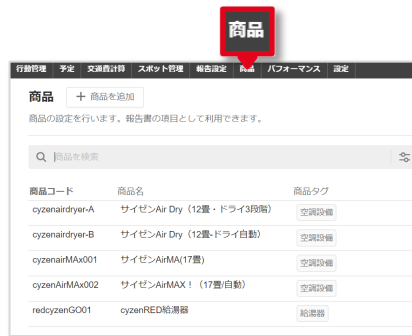 商品
行動管理 予定 交通費計算 スポット管理 報告設定 商品 パフォーマンス 設定
商品 + 商品を追加
商品の設定を行います。報告書の項目として利用できます。
商品を検索
商品コード 商品名 商品タグ
cyzenairdryer-A サイゼンAir Dry（12畳・ドライ3段階） 空調設備
cyzenairdryer-B サイゼンAir Dry（12畳-ドライ自動） 空調設備
cyzenairMAx001 サイゼンAirMA(17畳) 空調設備
cyzenAirMAx002 サイゼンAirMAX！（17畳/自動） 空調設備
redcyzenGO01 cyzenRED給湯器 給湯器